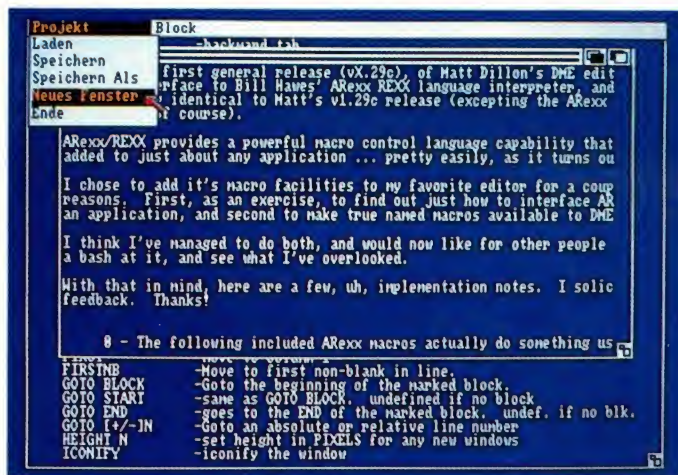 Projekt Block
Laden
Speichern
Speichern Als
Neues Fenster
Ende
-backward tab
first general release (vX.29c), of Matt Dillon's DME edit
rface to Bill Hawes' ARexx REXX language interpreter, and
identical to Matt's v1.29c release (excepting the ARexx
f course).
ARexx/REXX provides a powerful macro control language capability that
added to just about any application ... pretty easily, as it turns ou
I chose to add it's macro facilities to my favorite editor for a coup
reasons. First, as an exercise, to find out just how to interface AR
an application, and second to make true named macros available to DME
I think I've managed to do both, and would now like for other people
a bash at it, and see what I've overlooked.
With that in mind, here are a few, uh, implementation notes. I solic
feedback. Thanks!
0 - The following included ARexx macros actually do something us
FIRST -Move to column 1
FIRSTNB -Move to first non-blank in line.
GOTO BLOCK -Goto the beginning of the marked block.
GOTO START -same as GOTO BLOCK. undefined if no block
GOTO END -goes to the END of the marked block. undef. if no blk.
GOTO [+/-]N -Goto an absolute or relative line number
HEIGHT N -set height in PIXELS for any new windows
ICONIFY -iconify the window